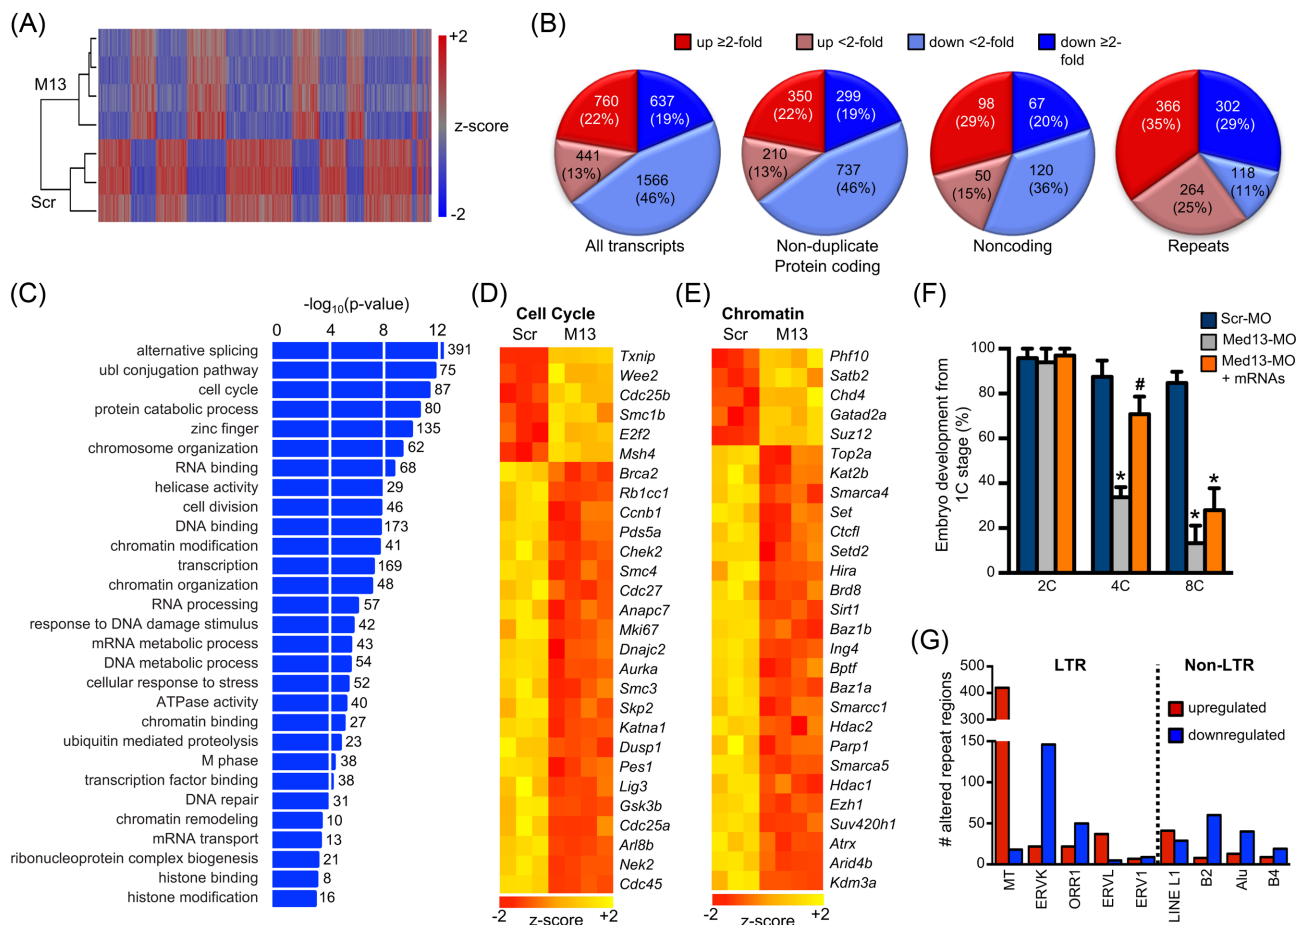 (A)
M13
Scr
+2
z-score
-2
(B)
up ≥2-fold
up <2-fold
down <2-fold
down ≥2-
fold
760
(22%)
637
(19%)
441
(13%)
1566
(46%)
All transcripts
350
(22%)
299
(19%)
210
(13%)
737
(46%)
Non-duplicate
Protein coding
98
(29%)
67
(20%)
50
(15%)
120
(36%)
Noncoding
366
(35%)
302
(29%)
118
(11%)
264
(25%)
Repeats
(C)
-log10(p-value)
0 4 8 12
alternative splicing 391
ubl conjugation pathway 75
cell cycle 87
protein catabolic process 80
zinc finger 135
chromosome organization 62
RNA binding 68
helicase activity 29
cell division 46
DNA binding 173
chromatin modification 41
transcription 169
chromatin organization 48
RNA processing 57
response to DNA damage stimulus 42
mRNA metabolic process 43
DNA metabolic process 54
cellular response to stress 52
ATPase activity 40
chromatin binding 27
ubiquitin mediated proteolysis 23
M phase 38
transcription factor binding 38
DNA repair 31
chromatin remodeling 10
mRNA transport 13
ribonucleoprotein complex biogenesis 21
histone binding 8
histone modification 16
(D)
Cell Cycle
Scr M13
Txnip
Wee2
Cdc25b
Smc1b
E2f2
Msh4
Brca2
Rb1cc1
Ccnb1
Pds5a
Chek2
Smc4
Cdc27
Anapc7
Mki67
Dnajc2
Aurka
Smc3
Skp2
Katna1
Dusp1
Pes1
Lig3
Gsk3b
Cdc25a
Arl8b
Nek2
Cdc45
-2 +2
z-score
(E)
Chromatin
Scr M13
Phf10
Satb2
Chd4
Gatad2a
Suz12
Top2a
Kat2b
Smarca4
Set
Ctcfl
Setd2
Hira
Brd8
Sirt1
Baz1b
Ing4
Bptf
Baz1a
Smarcc1
Hdac2
Parp1
Smarca5
Hdac1
Ezh1
Suv420h1
Atrx
Arid4b
Kdm3a
-2 +2
z-score
(F)
Scr-MO
Med13-MO
Med13-MO
+ mRNAs
Embryo development from
1C stage (%)
100
80
60
40
20
0
*
#
*
*
2C 4C 8C
(G)
LTR
Non-LTR
upregulated
downregulated
# altered repeat regions
500
400
300
150
100
50
0
MT
ERVK
ORR1
ERVL
ERV1
LINE L1
B2
Alu
B4